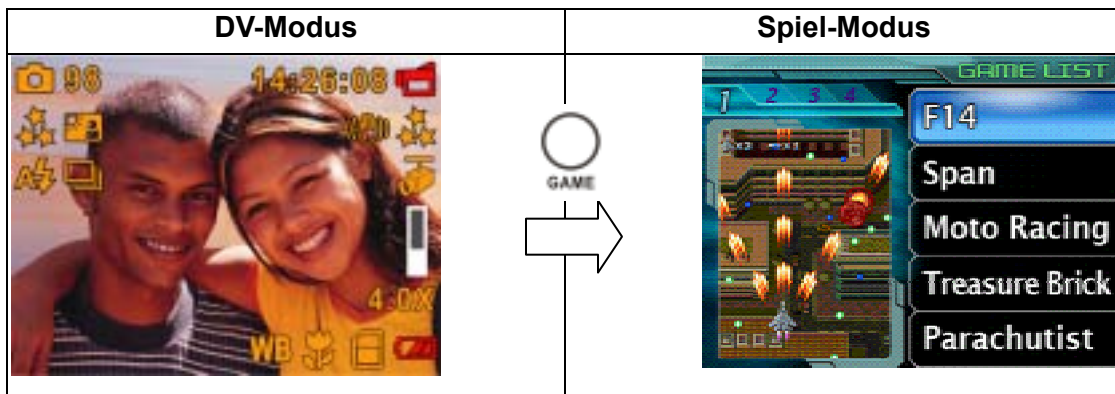 DV-Modus
Spiel-Modus
98
14:26:08
A
4.0X
WB
GAME
GAME LIST
1 2 3 4
F14
Span
Moto Racing
Treasure Brick
Parachutist